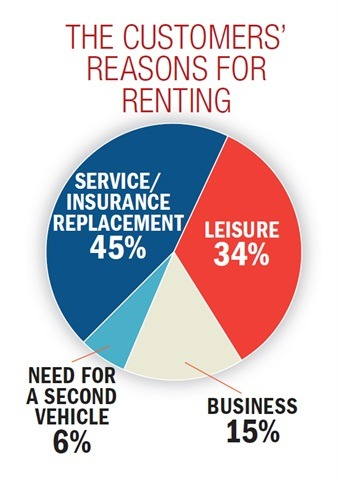 THE CUSTOMERS’
REASONS FOR
RENTING
SERVICE/
INSURANCE
REPLACEMENT
45%
LEISURE
34%
NEED FOR
A SECOND
VEHICLE
6%
BUSINESS
15%